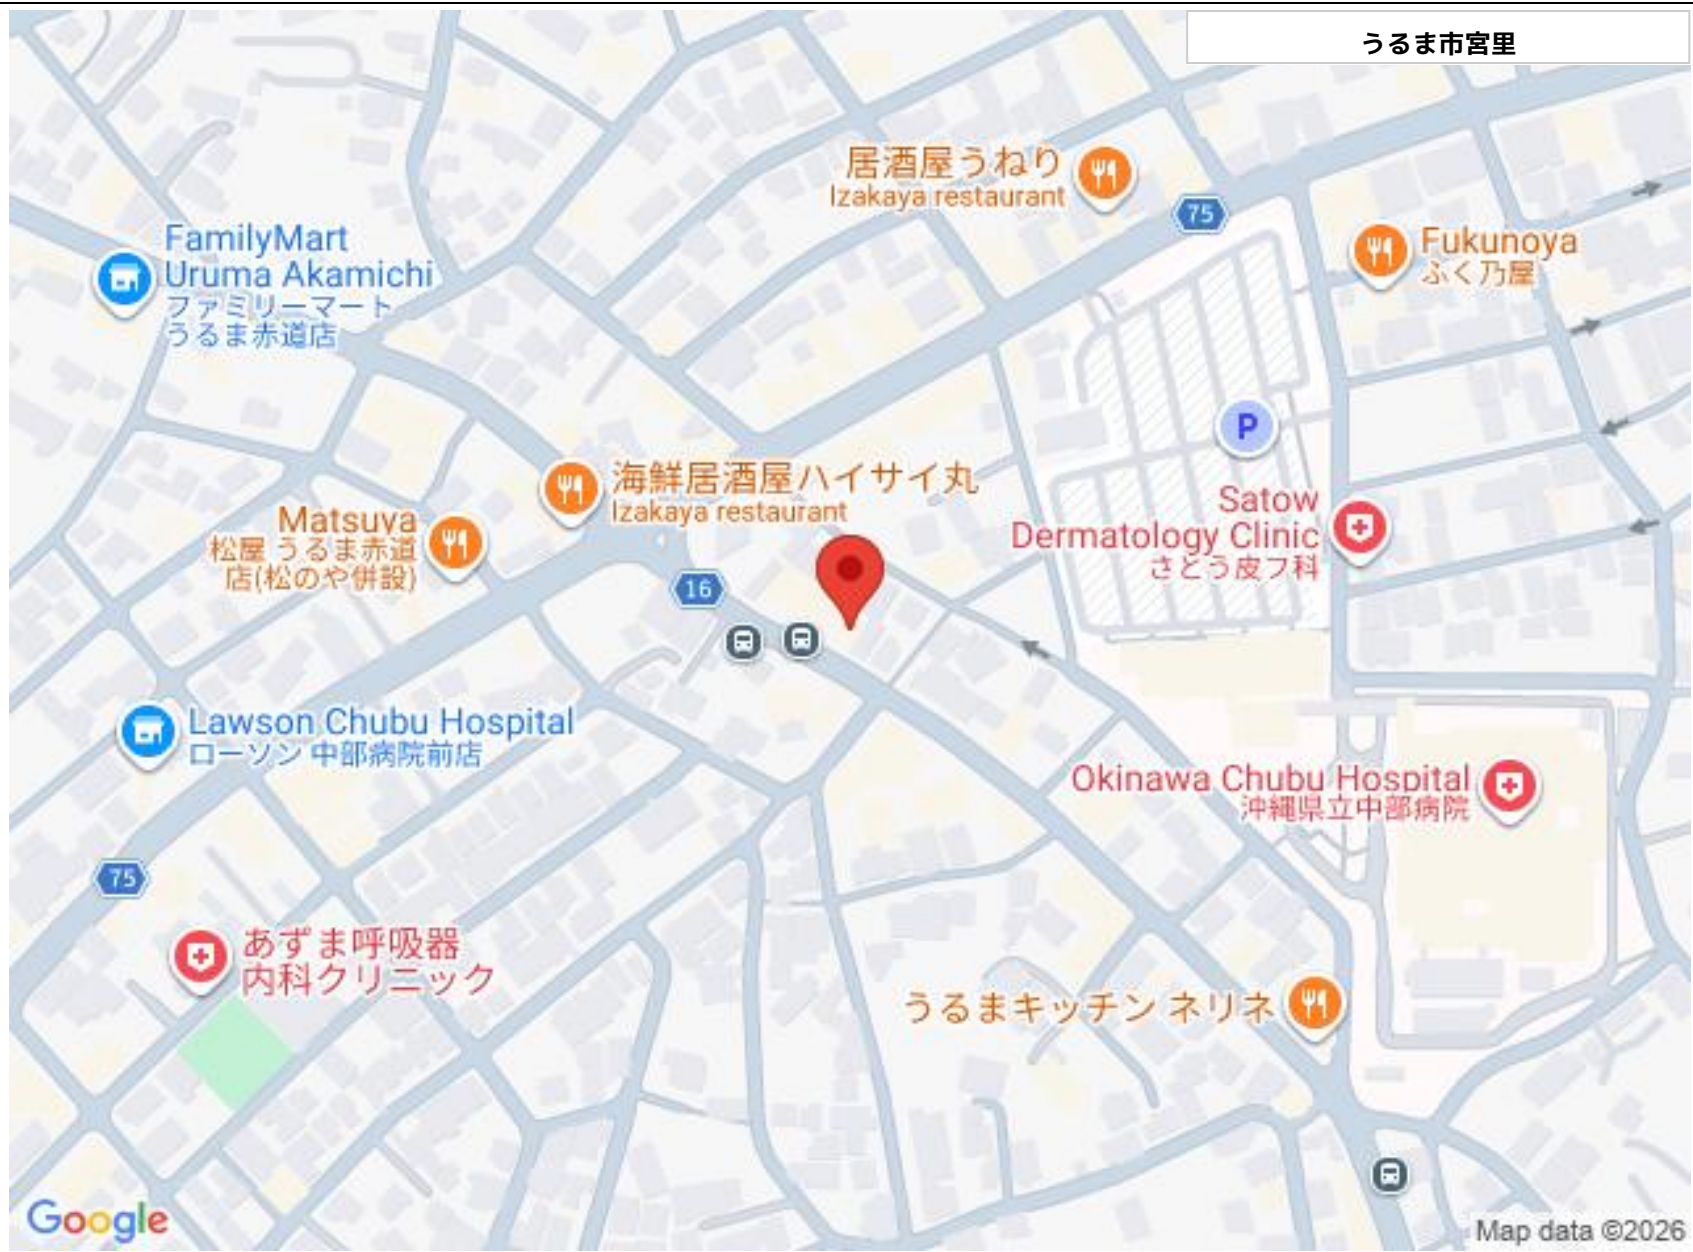 うるま市宮里
居酒屋うねり
Izakaya restaurant
75
FamilyMart
Uruma Akamichi
ファミリーマート
うるま赤道店
Fukunoya
ふく乃屋
P
海鮮居酒屋ハイサイ丸
Izakaya restaurant
Matsuya
松屋 うるま赤道
店(松のや併設)
Satow
Dermatology Clinic
さとう皮フ科
16
Lawson Chubu Hospital
ローソン 中部病院前店
Okinawa Chubu Hospital
沖縄県立中部病院
75
あずま呼吸器
内科クリニック
うるまキッチン ネリネ
Google
Map data ©2026